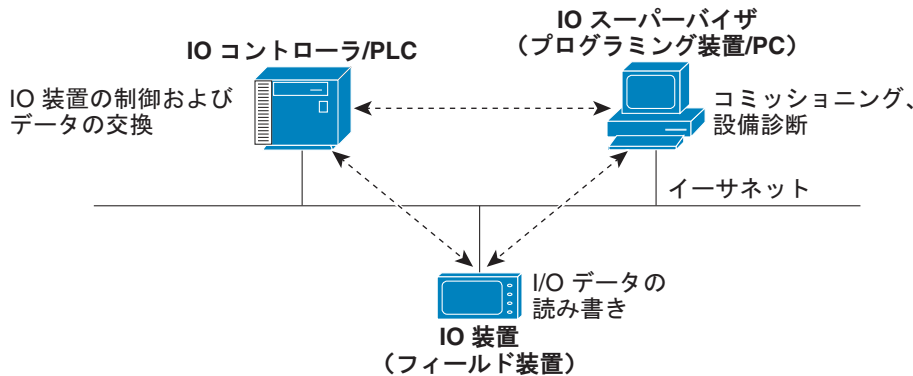 IO スーパーバイザ
（プログラミング装置/PC）
IO コントローラ/PLC
IO 装置の制御および
データの交換
コミッショニング、
設備診断
イーサネット
I/O データの
読み書き
IO 装置
（フィールド装置）